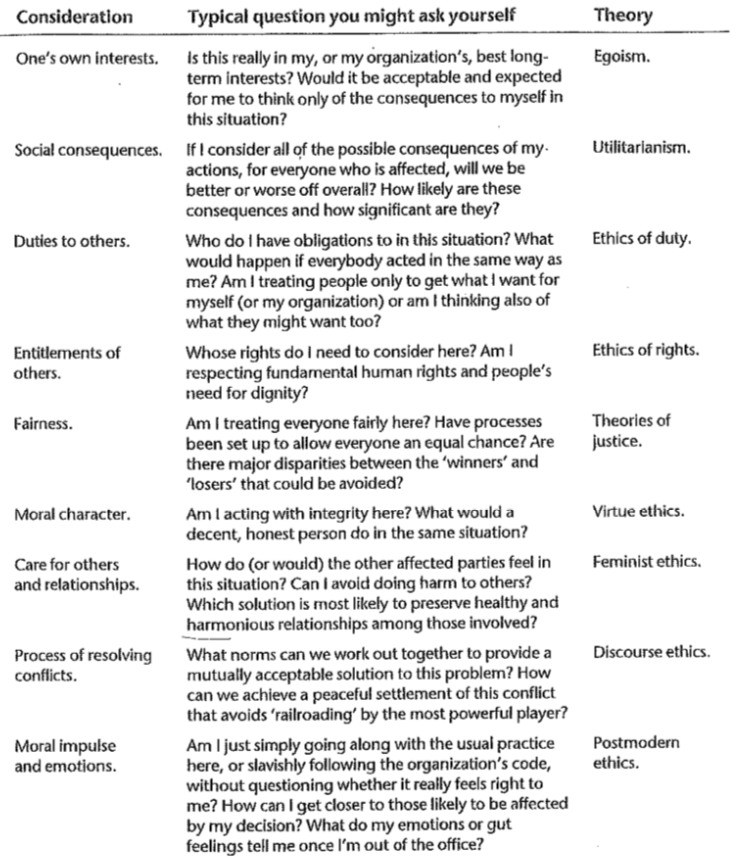 Consideration Typical question you might ask yourself Theory
One's own interests. Is this really in my, or my organization's, best long- Egoism.
term interests? Would it be acceptable and expected
for me to think only of the consequences to myself in
this situation?
Social consequences. If I consider all of the possible consequences of my Utilitarianism.
actions, for everyone who is affected, will we be
better or worse off overall? How likely are these
consequences and how significant are they?
Duties to others. Who do I have obligations to in this situation? What Ethics of duty.
would happen if everybody acted in the same way as
me? Am I treating people only to get what I want for
myself (or my organization) or am I thinking also of
what they might want too?
Entitlements of Whose rights do I need to consider here? Am I Ethics of rights.
others. respecting fundamental human rights and people's
need for dignity?
Fairness. Am I treating everyone fairly here? Have processes Theories of
been set up to allow everyone an equal chance? Are justice.
there major disparities between the 'winners' and
'losers' that could be avoided?
Moral character. Am I acting with integrity here? What would a Virtue ethics.
decent, honest person do in the same situation?
Care for others How do (or would) the other affected parties feel in Feminist ethics.
and relationships. this situation? Can I avoid doing harm to others?
Which solution is most likely to preserve healthy and
harmonious relationships among those involved?
Process of resolving What norms can we work out together to provide a Discourse ethics.
conflicts. mutually acceptable solution to this problem? How
can we achieve a peaceful settlement of this conflict
that avoids 'railroading' by the most powerful player?
Moral impulse Am I just simply going along with the usual practice Postmodern
and emotions. here, or slavishly following the organization's code, ethics.
without questioning whether it really feels right to
me? How can I get closer to those likely to be affected
by my decision? What do my emotions or gut
feelings tell me once I'm out of the office?